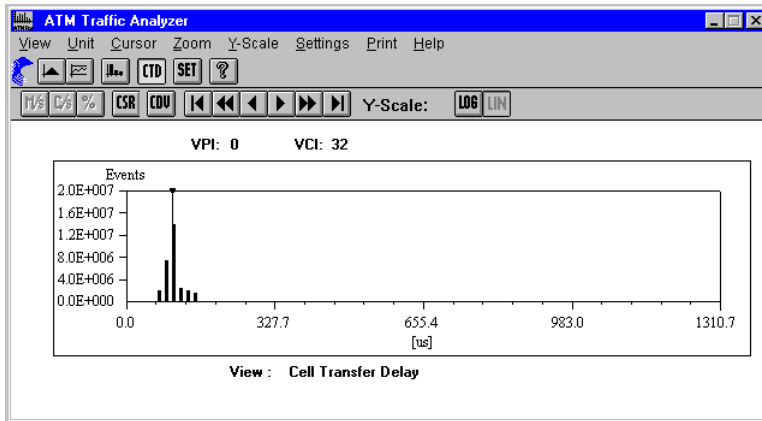 ATM Traffic Analyzer
View Unit Cursor Zoom Y-Scale Settings Print Help
CTD SET ?
M/s C/s % CSR CDV Y-Scale: LOG LIN
VPI: 0 VCI: 32
Events
2.0E+007
1.6E+007
1.2E+007
8.0E+006
4.0E+006
0.0E+000
0.0 327.7 655.4 983.0 1310.7
[us]
View : Cell Transfer Delay